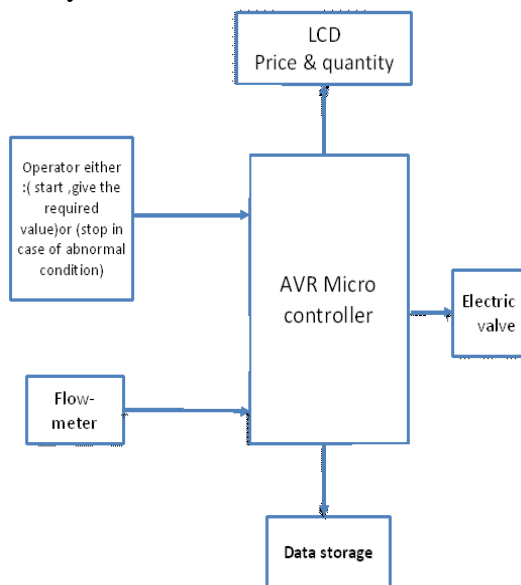 LCD
Price & quantity
Operator either
:( start ,give the
required
value)or (stop in
case of abnormal
condition)
AVR Micro
controller
Electric
valve
Flow-
meter
Data storage